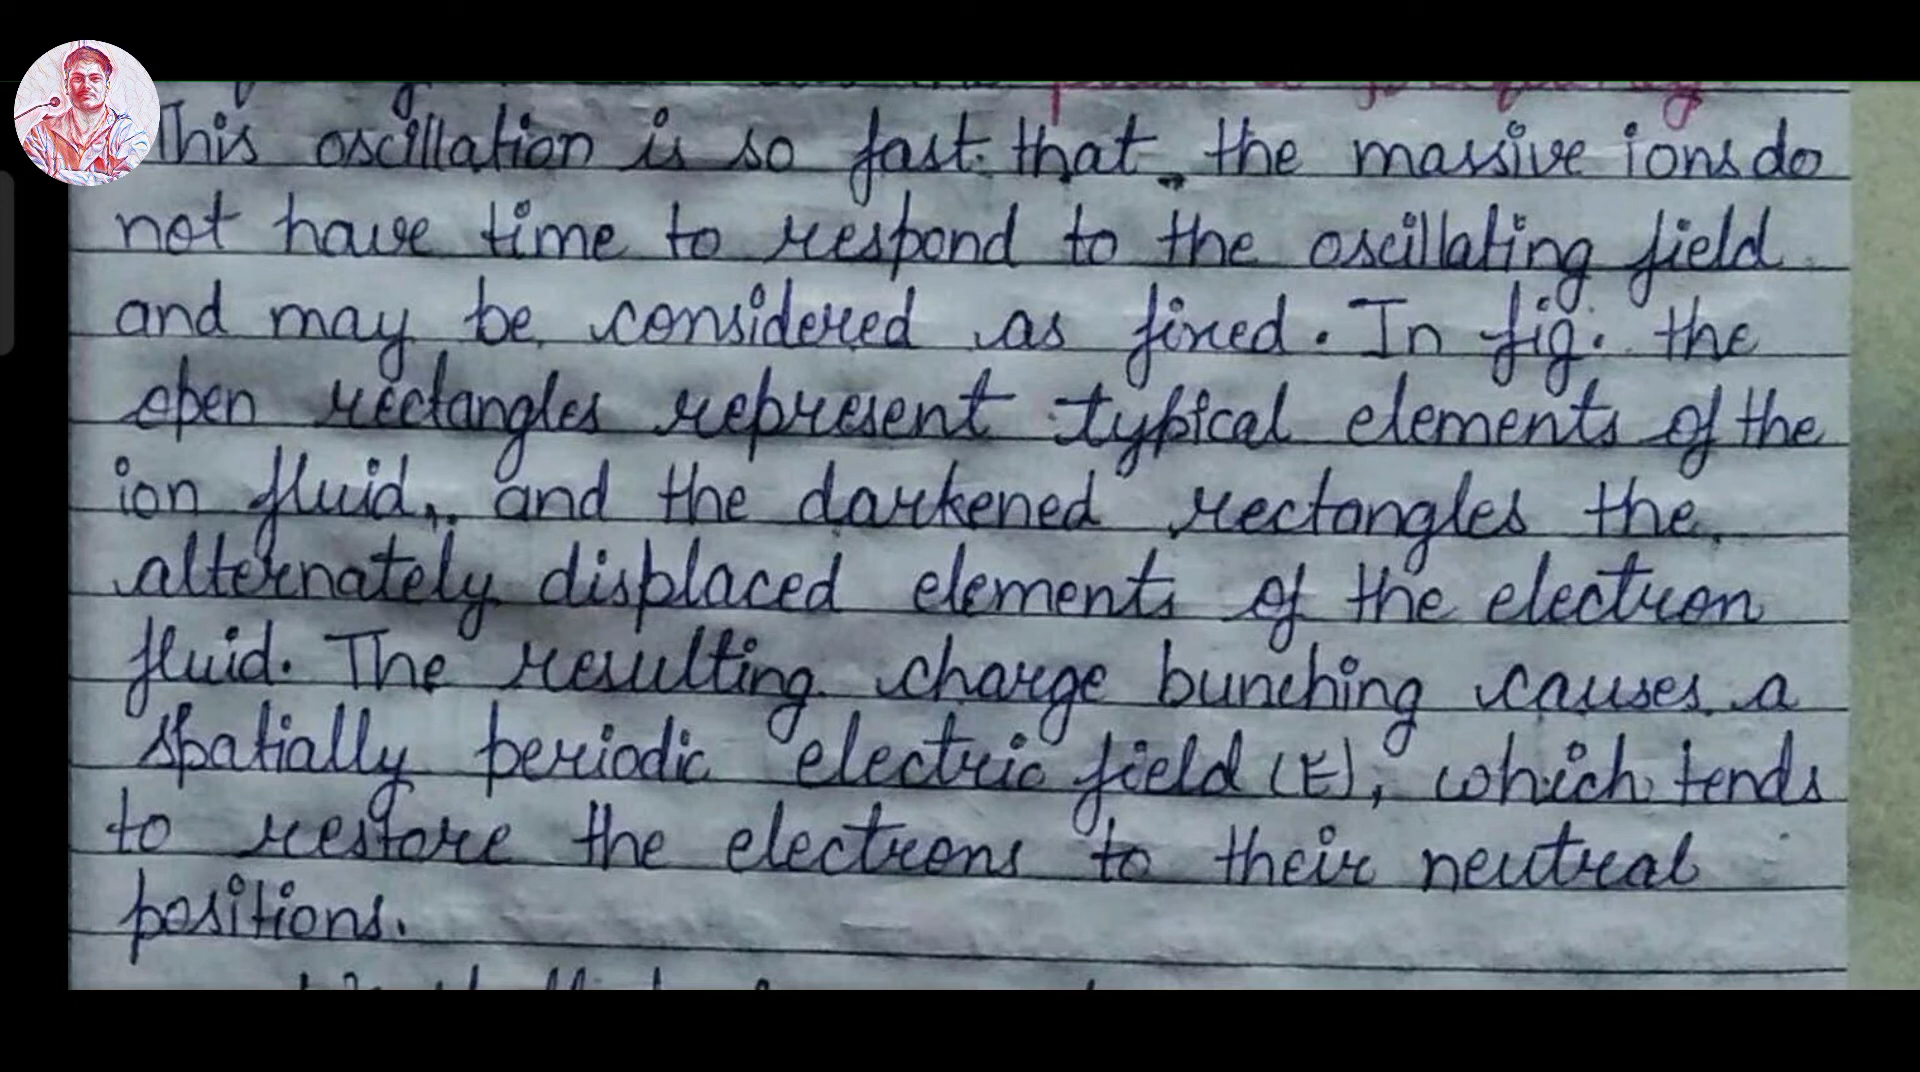 This oscillation is so fast that the massive ions do
not have time to respond to the oscillating field
and may be considered as fixed. In fig. the
open rectangles represent typical elements of the
ion fluid, and the darkened rectangles the
alternately displaced elements of the electron
fluid. The resulting charge bunching causes a
spatially periodic electric field (E), which tends
to restore the electrons to their neutral
positions.